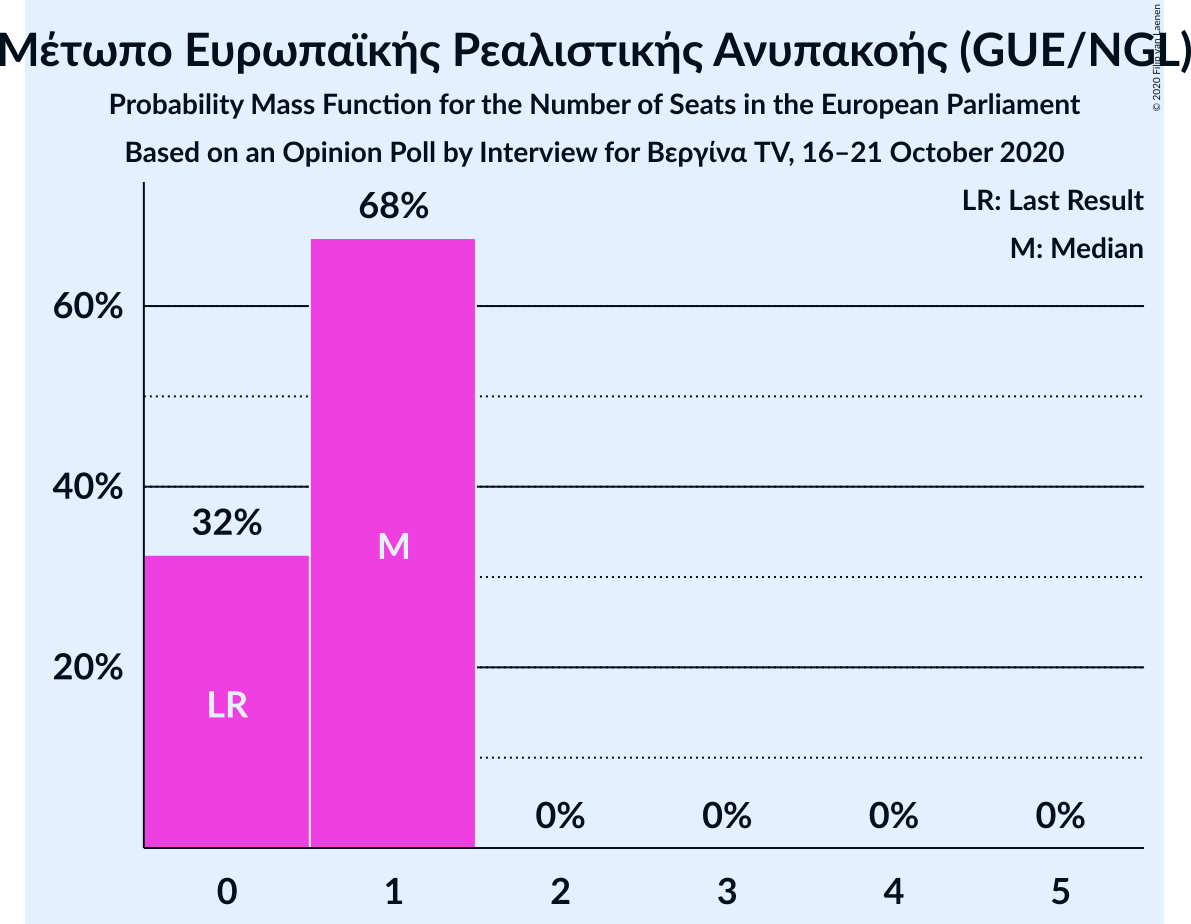 Μέτωπο Ευρωπαϊκής Ρεαλιστικής Ανυπακοής (GUE/NGL)
© 2020 Filip van Laenen
Probability Mass Function for the Number of Seats in the European Parliament
Based on an Opinion Poll by Interview for Βεργίνα TV, 16–21 October 2020
LR: Last Result
M: Median
68%
60%
40%
32%
M
20%
LR
0% 0% 0% 0%
0 1 2 3 4 5